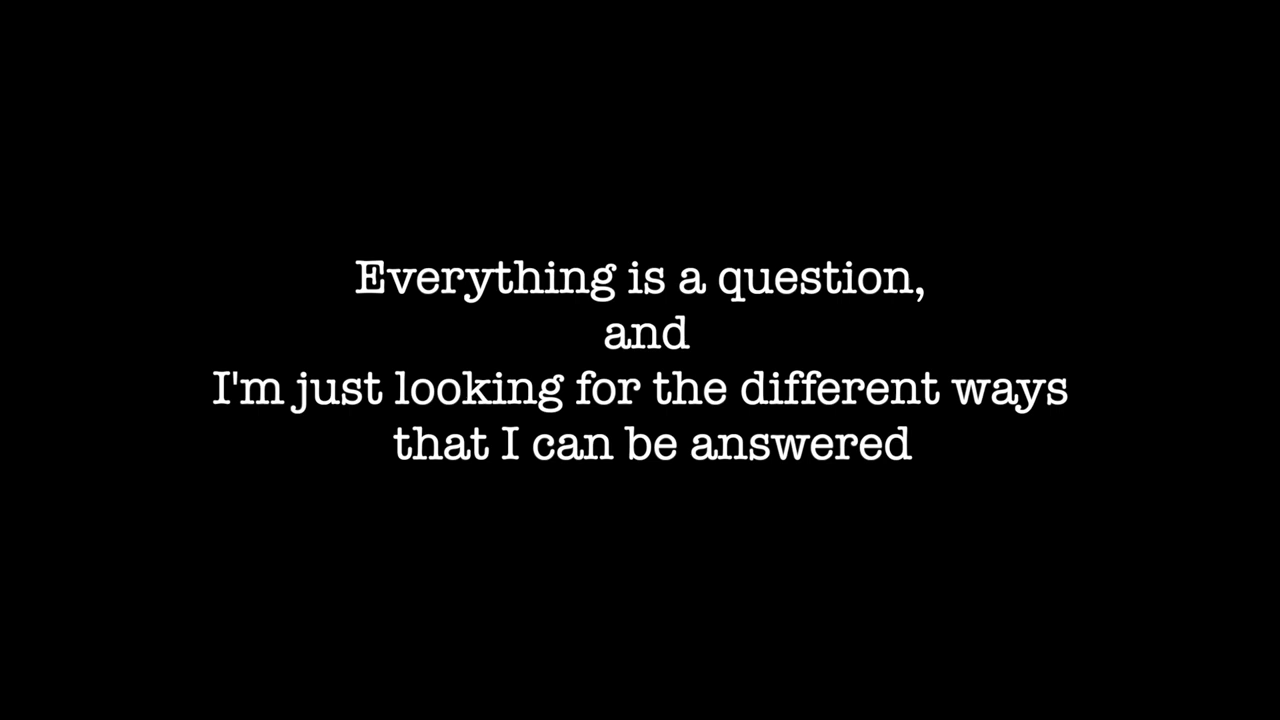 Everything is a question,
and
I'm just looking for the different ways
that I can be answered